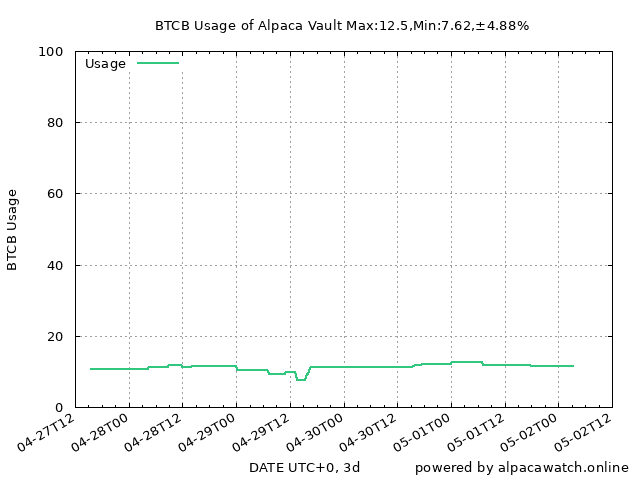 BTCB Usage of Alpaca Vault Max:12.5,Min:7.62,±4.88%
Usage
100
80
60
40
20
0
BTCB Usage
04-27T12
04-28T00
04-28T12
04-29T00
04-29T12
04-30T00
04-30T12
05-01T00
05-01T12
05-02T00
05-02T12
DATE UTC+0, 3d
powered by alpacawatch.online